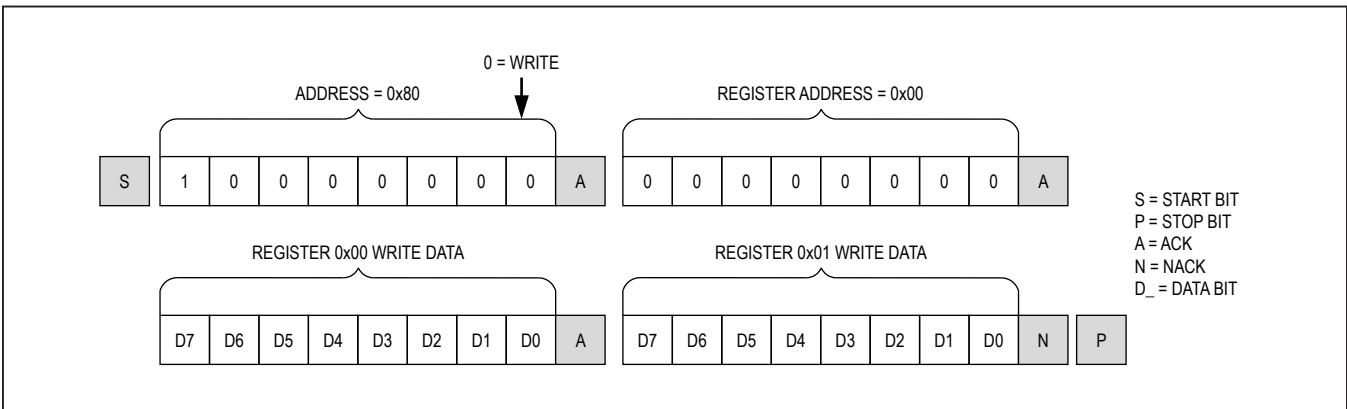 0 = WRITE
ADDRESS = 0x80
REGISTER ADDRESS = 0x00
S 1 0 0 0 0 0 0 0 A 0 0 0 0 0 0 0 0 A
REGISTER 0x00 WRITE DATA
REGISTER 0x01 WRITE DATA
D7 D6 D5 D4 D3 D2 D1 D0 A D7 D6 D5 D4 D3 D2 D1 D0 N P
S = START BIT
P = STOP BIT
A = ACK
N = NACK
D_ = DATA BIT